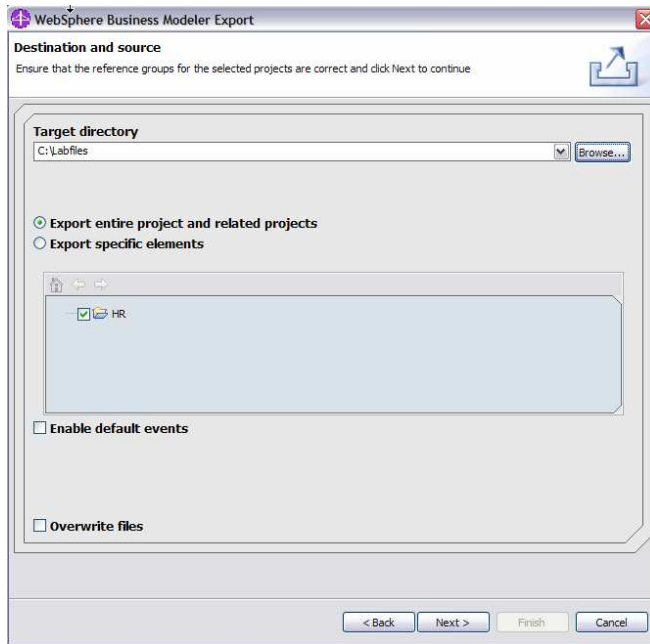 WebSphere Business Modeler Export
Destination and source
Ensure that the reference groups for the selected projects are correct and click Next to continue
Target directory
C:\Labfiles
Browse...
Export entire project and related projects
Export specific elements
HR
Enable default events
Overwrite files
< Back
Next >
Finish
Cancel